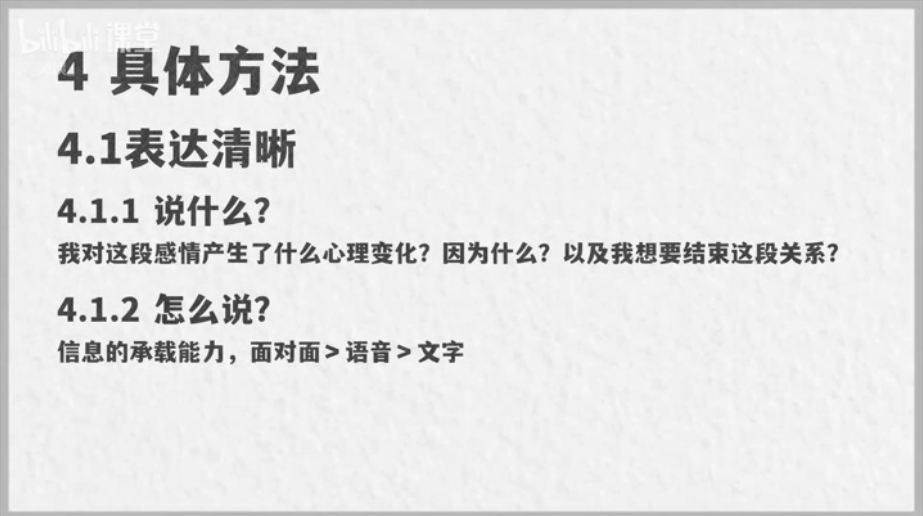 bilibili课堂
4 具体方法
4.1表达清晰
4.1.1 说什么？
我对这段感情产生了什么心理变化？因为什么？以及我想要结束这段关系？
4.1.2 怎么说？
信息的承载能力，面对面＞语音＞文字